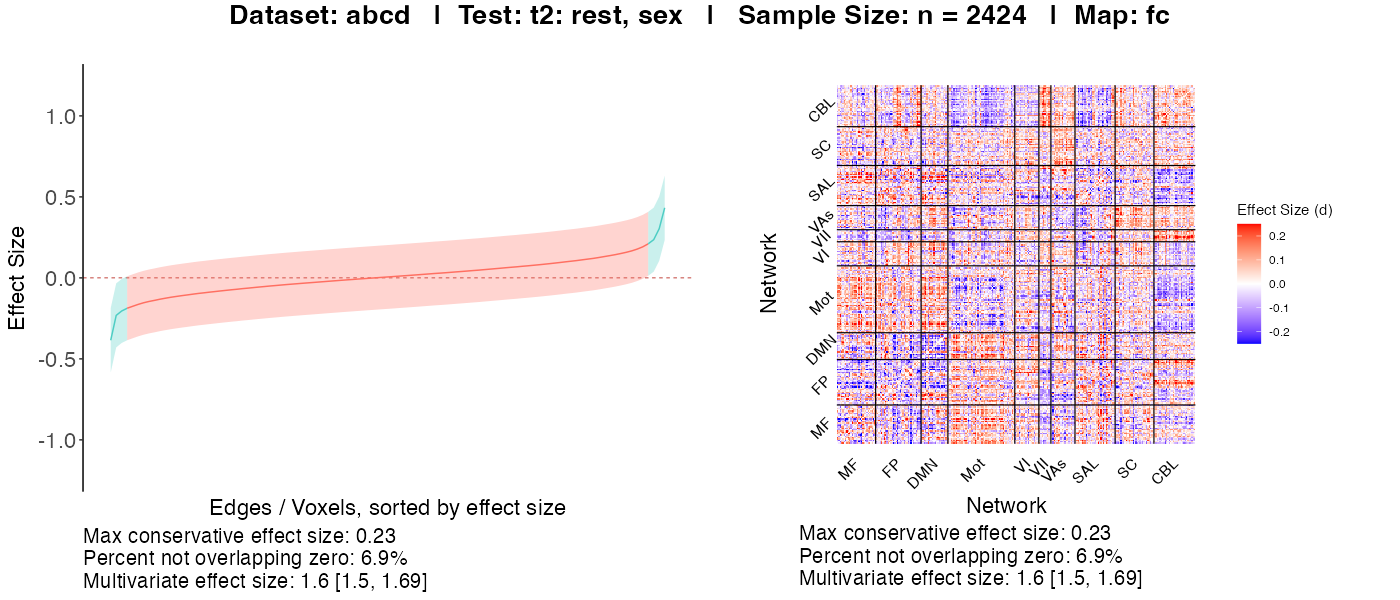 Dataset: abcd | Test: t2: rest, sex | Sample Size: n = 2424 | Map: fc
Effect Size
1.0
0.5
0.0
-0.5
-1.0
Edges / Voxels, sorted by effect size
Max conservative effect size: 0.23
Percent not overlapping zero: 6.9%
Multivariate effect size: 1.6 [1.5, 1.69]
Network
CBL
SC
SAL
VAs
VII
VI
Mot
DMN
FP
MF
MF
FP
DMN
Mot
VI
VII
VAs
SAL
SC
CBL
Network
Max conservative effect size: 0.23
Percent not overlapping zero: 6.9%
Multivariate effect size: 1.6 [1.5, 1.69]
Effect Size (d)
0.2
0.1
0.0
-0.1
-0.2